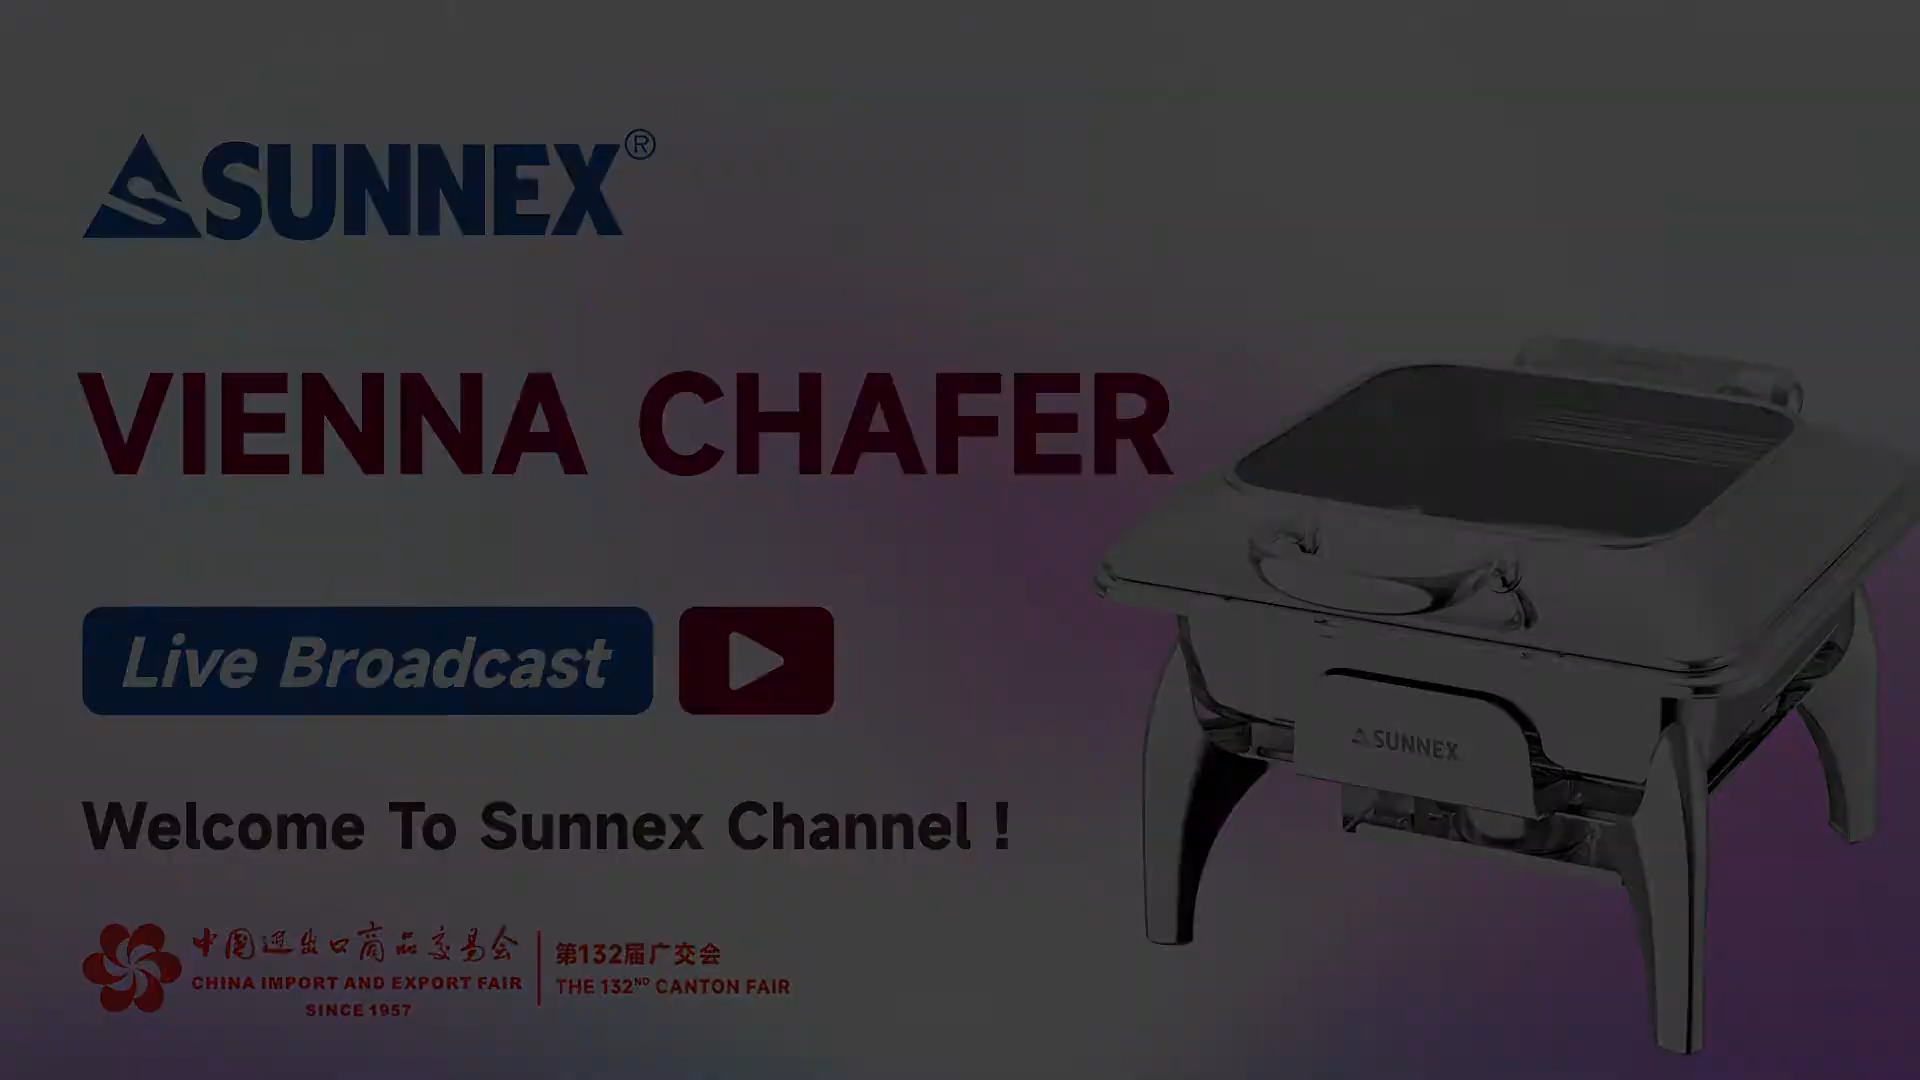 SUNNEX®
VIENNA CHAFER
Live Broadcast
SUNNEX
Welcome To Sunnex Channel !
中国进出口商品交易会
CHINA IMPORT AND EXPORT FAIR
SINCE 1957
第132届广交会
THE 132ND CANTON FAIR